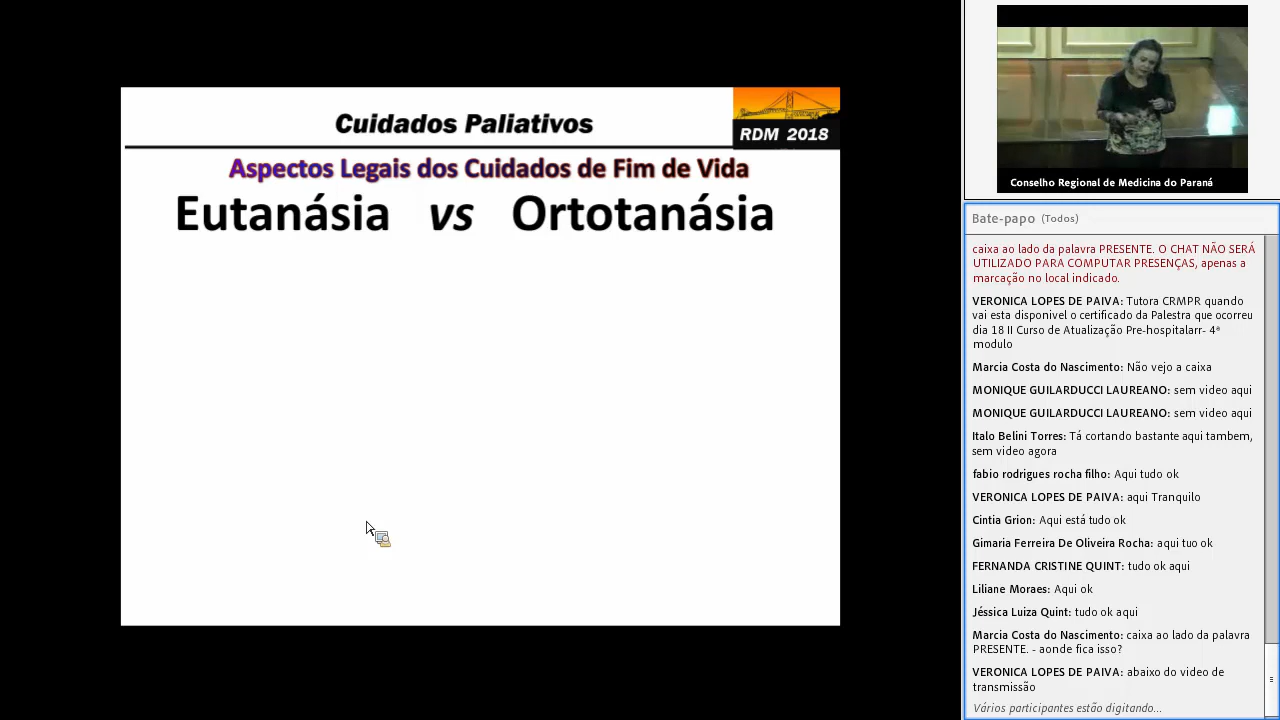 Cuidados Paliativos
RDM 2018
Aspectos Legais dos Cuidados de Fim de Vida
Eutanásia vs Ortotanásia
Conselho Regional de Medicina do Paraná
Bate-papo (Todos)
caixa ao lado da palavra PRESENTE. O CHAT NÃO SERÁ
UTILIZADO PARA COMPUTAR PRESENÇAS, apenas a
marcação no local indicado.
VERONICA LOPES DE PAIVA: Tutora CRMPR quando
vai esta disponivel o certificado da Palestra que ocorreu
dia 18 II Curso de Atualização Pre-hospitalarr- 4º
modulo
Marcia Costa do Nascimento: Não vejo a caixa
MONIQUE GUILARDUCCI LAUREANO: sem video aqui
MONIQUE GUILARDUCCI LAUREANO: sem video aqui
Italo Belini Torres: Tá cortando bastante aqui tambem,
sem video agora
fabio rodrigues rocha filho: Aqui tudo ok
VERONICA LOPES DE PAIVA: aqui Tranquilo
Cintia Grion: Aqui está tudo ok
Gimaria Ferreira De Oliveira Rocha: aqui tuo ok
FERNANDA CRISTINE QUINT: tudo ok aqui
Liliane Moraes: Aqui ok
Jéssica Luiza Quint: tudo ok aqui
Marcia Costa do Nascimento: caixa ao lado da palavra
PRESENTE. - aonde fica isso?
VERONICA LOPES DE PAIVA: abaixo do video de
transmissão
Vários participantes estão digitando...